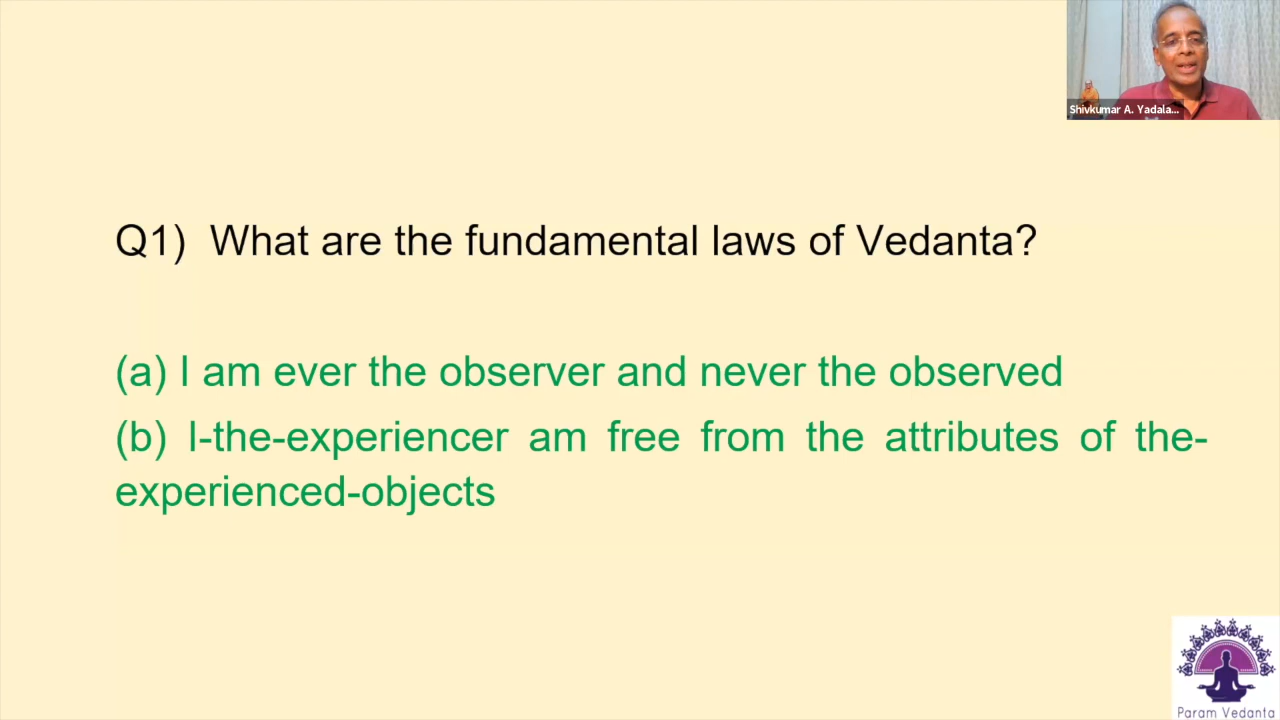 Shivkumar A. Yadala...
Q1) What are the fundamental laws of Vedanta?
(a) I am ever the observer and never the observed
(b) I-the-experiencer am free from the attributes of the-
experienced-objects
Param Vedanta